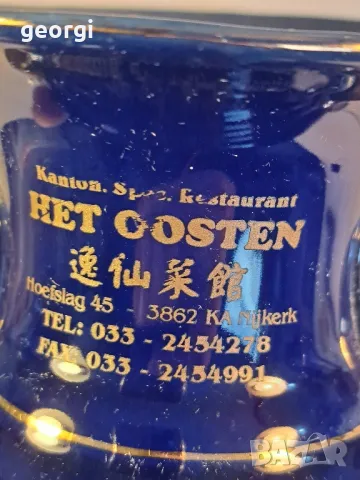 georgi
Kanton. Spec. Restaurant
HET OOSTEN
逸仙菜館
Hoefslag 45 - 3862 KA Nijkerk
TEL: 033 - 2454278
FAX: 033 - 2454991
BAZAR